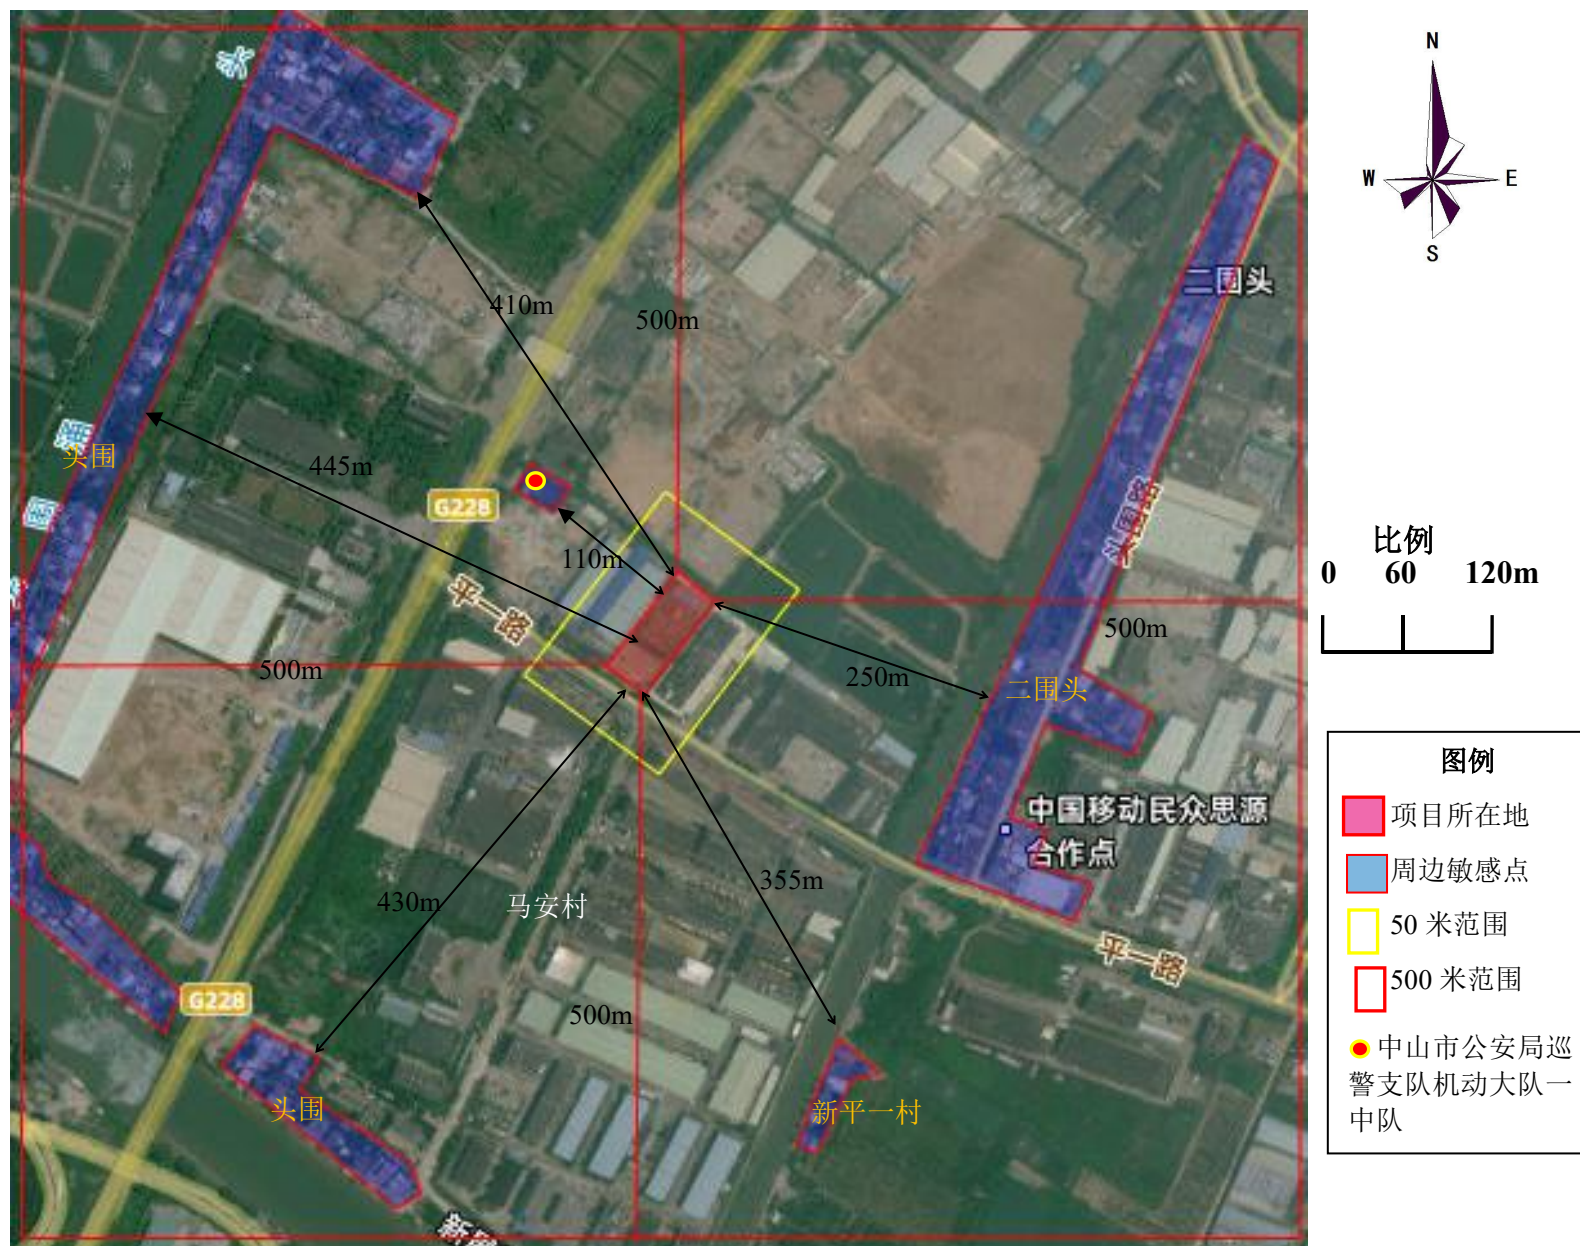 水
二围头
410m
500m
头围
445m
G228
110m
平一路
二围路
500m
500m
250m
二围头
中国移动民众思源
合作点
355m
430m
马安村
平一路
G228
500m
头围
新平一村
N
W
E
S
比例
0 60 120m
图例
项目所在地
周边敏感点
50 米范围
500 米范围
中山市公安局巡
警支队机动大队一
中队